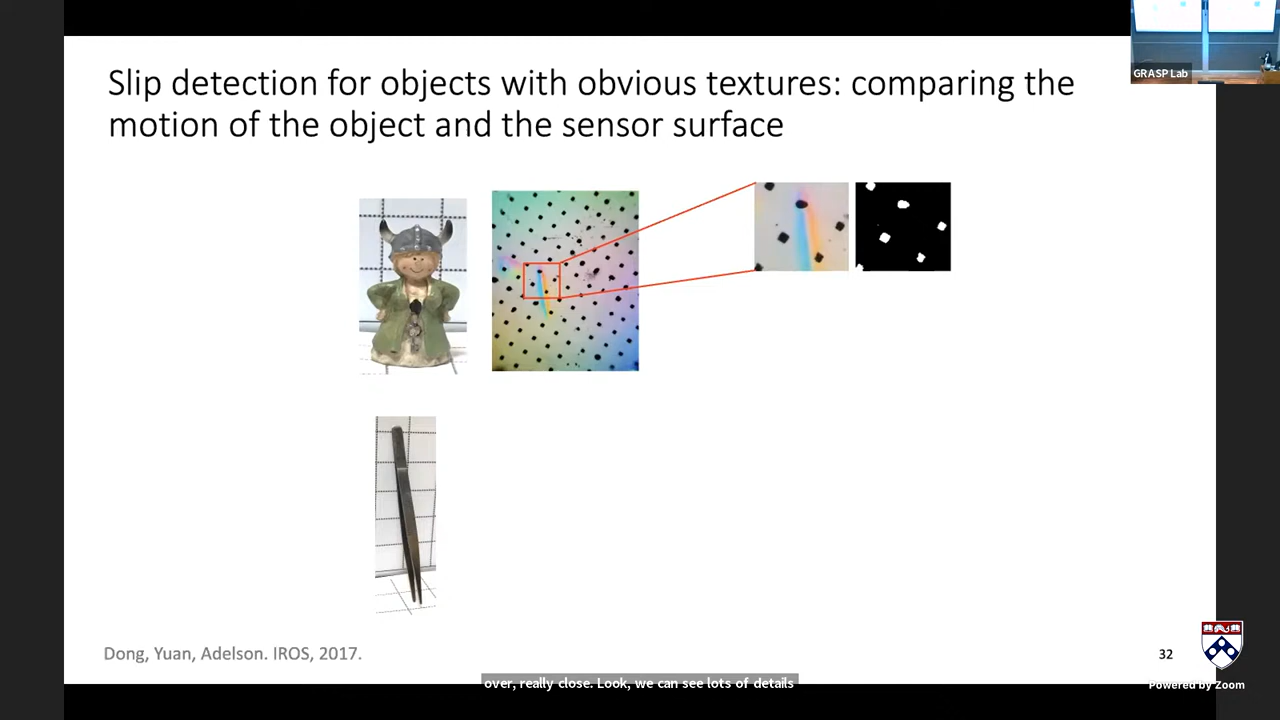 GRASP Lab
Slip detection for objects with obvious textures: comparing the
motion of the object and the sensor surface
Dong, Yuan, Adelson. IROS, 2017.
32
over, really close. Look, we can see lots of details
Powered by Zoom